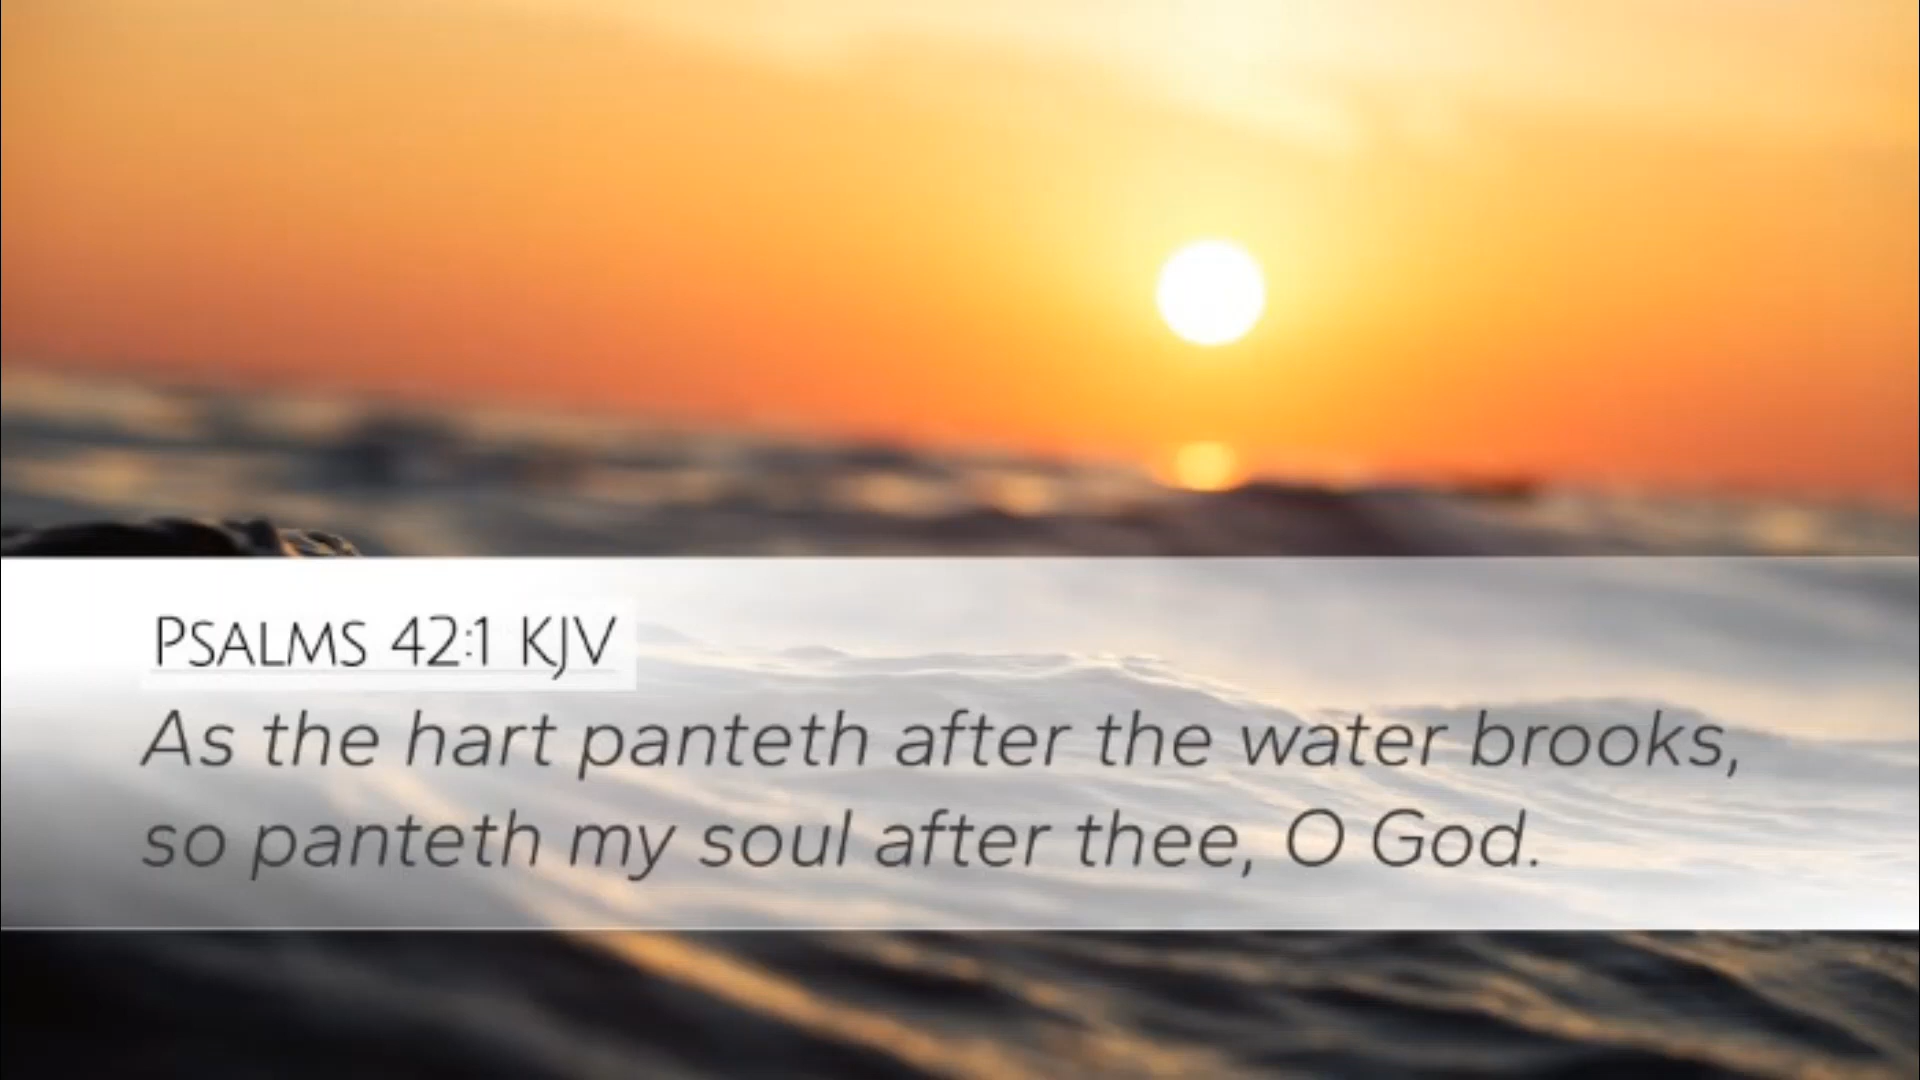 PSALMS 42:1 KJV
As the hart panteth after the water brooks,
so panteth my soul after thee, O God.